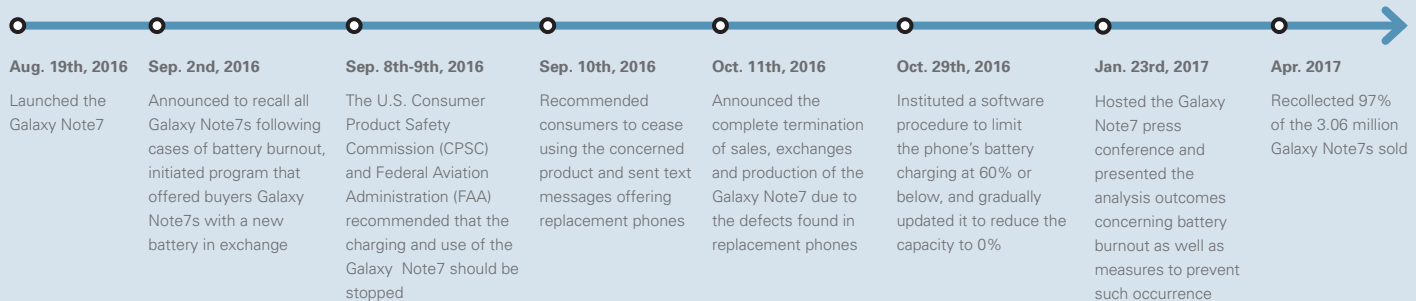 Aug. 19th, 2016
Launched the
Galaxy Note7
Sep. 2nd, 2016
Announced to recall all
Galaxy Note7s following
cases of battery burnout,
initiated program that
offered buyers Galaxy
Note7s with a new
battery in exchange
Sep. 8th-9th, 2016
The U.S. Consumer
Product Safety
Commission (CPSC)
and Federal Aviation
Administration (FAA)
recommended that the
charging and use of the
Galaxy Note7 should be
stopped
Sep. 10th, 2016
Recommended
consumers to cease
using the concerned
product and sent text
messages offering
replacement phones
Oct. 11th, 2016
Announced the
complete termination
of sales, exchanges
and production of the
Galaxy Note7 due to
the defects found in
replacement phones
Oct. 29th, 2016
Instituted a software
procedure to limit
the phone's battery
charging at 60% or
below, and gradually
updated it to reduce the
capacity to 0%
Jan. 23rd, 2017
Hosted the Galaxy
Note7 press
conference and
presented the
analysis outcomes
concerning battery
burnout as well as
measures to prevent
such occurrence
Apr. 2017
Recollected 97%
of the 3.06 million
Galaxy Note7s sold